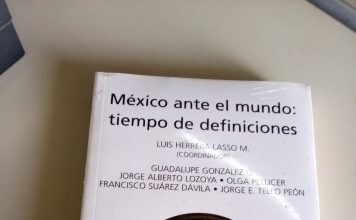 México ante el mundo:
tiempo de definiciones
LUIS HERRERA-LASSO M.
(COORDINADOR)
GUADALUPE GONZÁLEZ G.
JORGE ALBERTO LOZOYA • OLGA PELLICER
FRANCISCO SUÁREZ DÁVILA • JORGE E. TELLO PEÓN